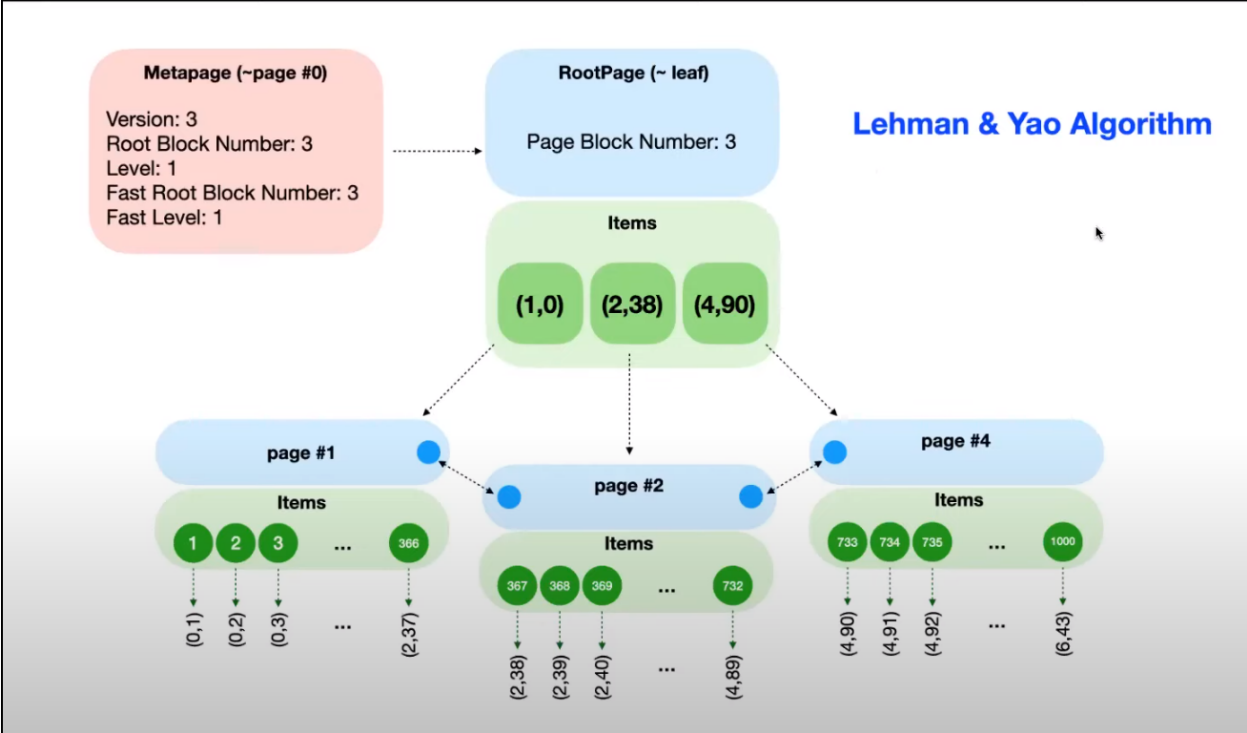 Metapage (~page #0)
Version: 3
Root Block Number: 3
Level: 1
Fast Root Block Number: 3
Fast Level: 1
RootPage (~ leaf)
Page Block Number: 3
Lehman & Yao Algorithm
Items
(1,0) (2,38) (4,90)
page #1
Items
1 2 3 ... 366
(0,1) (0,2) (0,3) ... (2,37)
page #2
Items
367 368 369 ... 732
(2,38) (2,39) (2,40) ... (4,89)
page #4
Items
733 734 735 ... 1000
(4,90) (4,91) (4,92) ... (6,43)